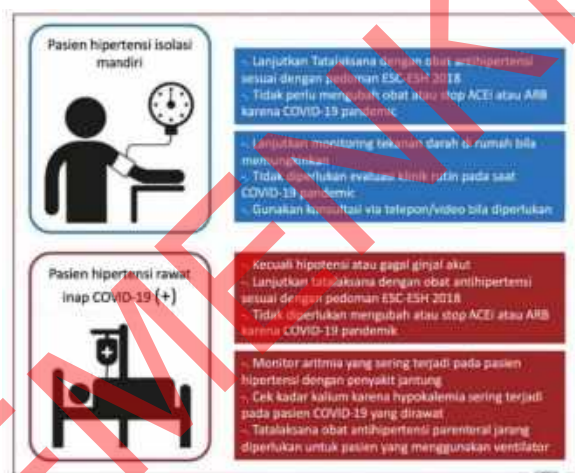 Pasien hipertensi isolasi
mandiri
- Lanjutkan Tatalaksana dengan obat antihipertensi
sesuai dengan pedoman ESC-ESH 2018
- Tidak perlu mengubah obat atau stop ACEi atau ARB
karena COVID-19 pandemic
- Lanjutkan monitoring tekanan darah di rumah bila
memungkinkan
- Tidak diperlukan evaluasi klinik rutin pada saat
COVID-19 pandemic
- Gunakan konsultasi via telepon/video bila diperlukan
Pasien hipertensi rawat
inap COVID-19 (+)
- Kecuali hipotensi atau gagal ginjal akut
- Lanjutkan tatalaksana dengan obat antihipertensi
sesuai dengan pedoman ESC-ESH 2018
- Tidak diperlukan mengubah atau stop ACEi atau ARB
karena COVID-19 pandemik
- Monitor aritmia yang sering terjadi pada pasien
hipertensi dengan penyakit jantung
- Cek kadar kalium karena hypokalemia sering terjadi
pada pasien COVID-19 yang dirawat
- Tatalaksana obat antihipertensi parenteral jarang
diperlukan untuk pasien yang menggunakan ventilator